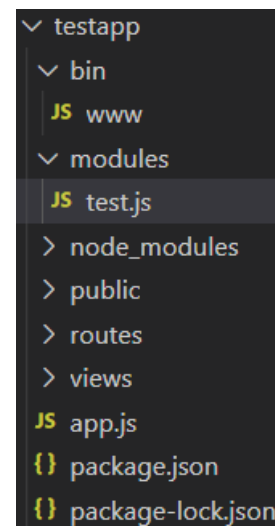 testapp
bin
JS www
modules
JS test.js
node_modules
public
routes
views
JS app.js
{} package.json
{} package-lock.json